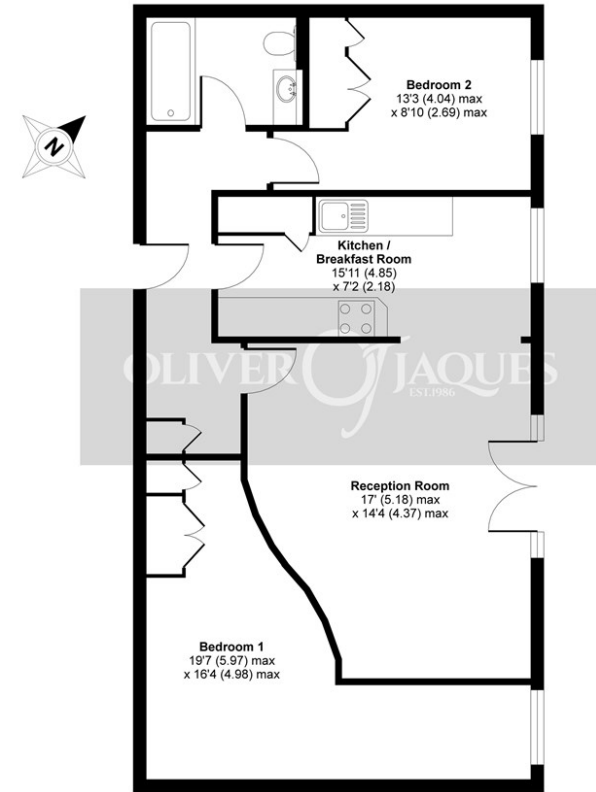 Bedroom 2
13'3 (4.04) max
x 8'10 (2.69) max
N
Kitchen /
Breakfast Room
15'11 (4.85)
x 7'2 (2.18)
OLIVER OJ JAQUES
EST.1986
Reception Room
17' (5.18) max
x 14'4 (4.37) max
Bedroom 1
19'7 (5.97) max
x 16'4 (4.98) max